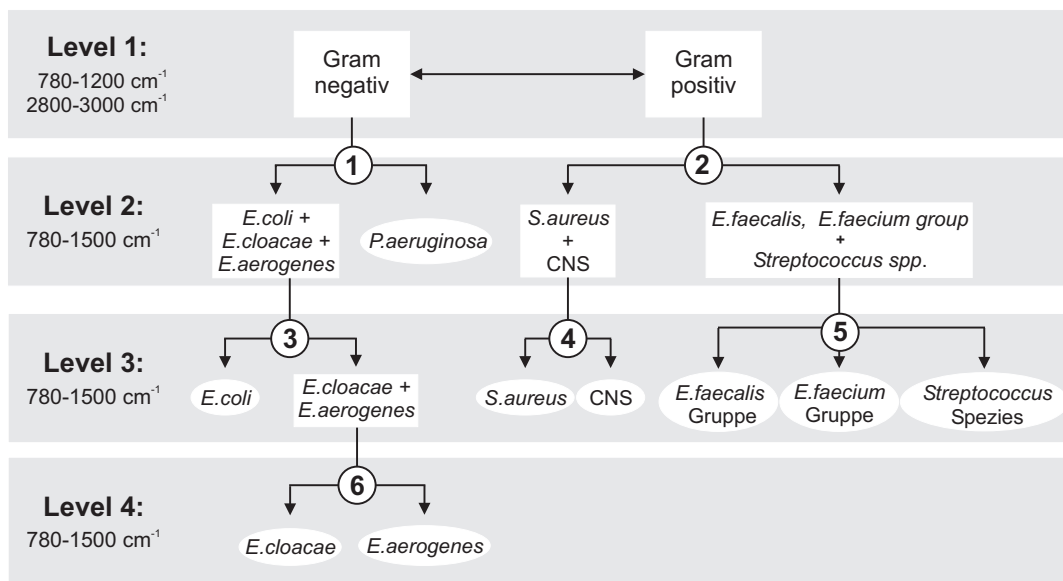 Level 1:
780-1200 cm⁻¹
2800-3000 cm⁻¹
Gram
negativ
Gram
positiv
1
2
Level 2:
780-1500 cm⁻¹
E.coli +
E.cloacae +
E.aerogenes
P.aeruginosa
S.aureus
+
CNS
E.faecalis, E.faecium group
+
Streptococcus spp.
3
4
5
Level 3:
780-1500 cm⁻¹
E.coli
E.cloacae +
E.aerogenes
S.aureus
CNS
E.faecalis
Gruppe
E.faecium
Gruppe
Streptococcus
Spezies
6
Level 4:
780-1500 cm⁻¹
E.cloacae
E.aerogenes